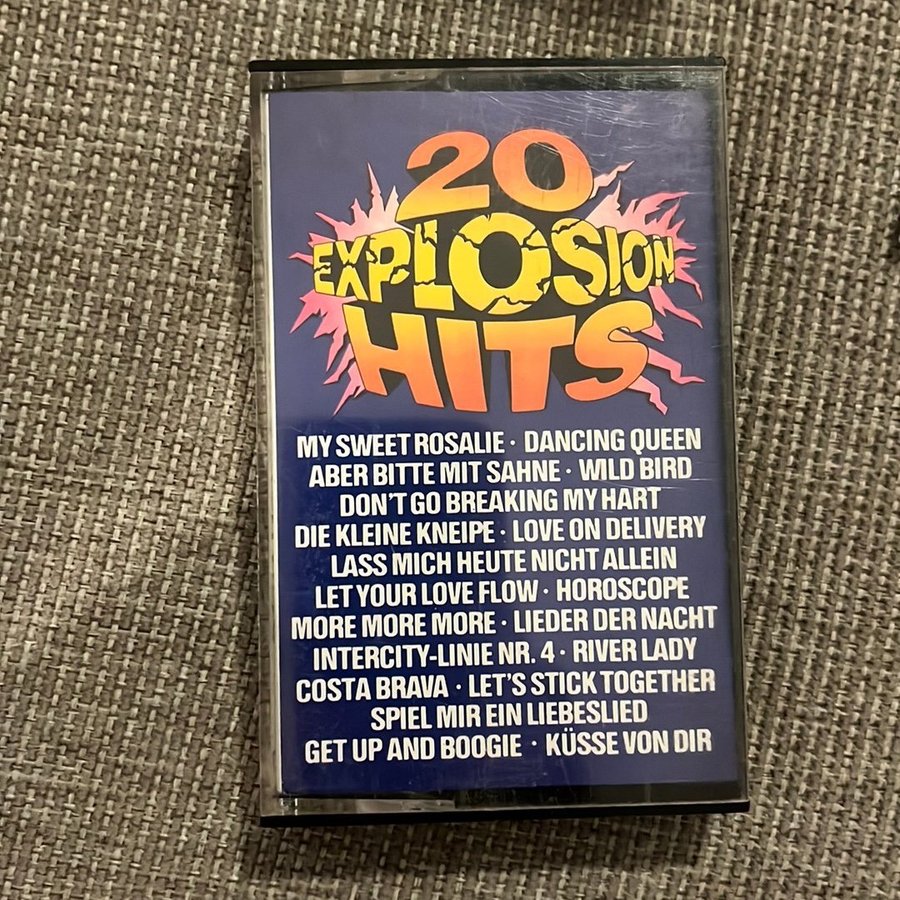 20
EXPLOSION
HITS
MY SWEET ROSALIE · DANCING QUEEN
ABER BITTE MIT SAHNE · WILD BIRD
DON'T GO BREAKING MY HART
DIE KLEINE KNEIPE · LOVE ON DELIVERY
LASS MICH HEUTE NICHT ALLEIN
LET YOUR LOVE FLOW · HOROSCOPE
MORE MORE MORE · LIEDER DER NACHT
INTERCITY-LINIE NR. 4 · RIVER LADY
COSTA BRAVA · LET'S STICK TOGETHER
SPIEL MIR EIN LIEBESLIED
GET UP AND BOOGIE · KÜSSE VON DIR